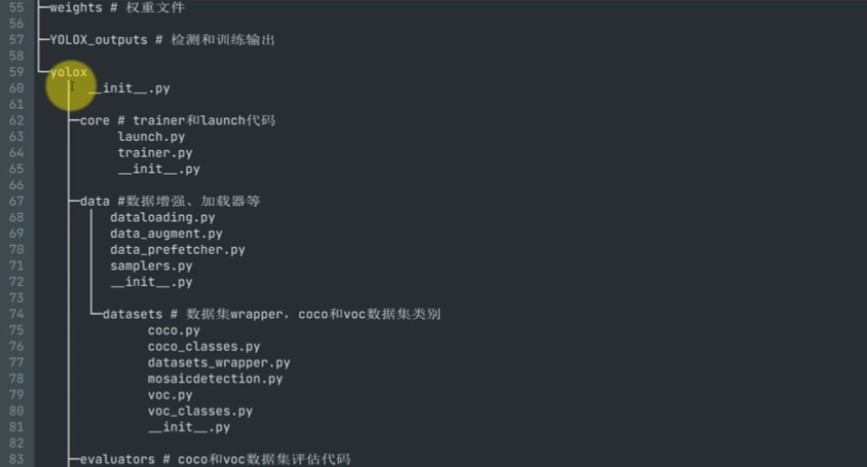 55 ├─weights # 权重文件
56 │
57 ├─YOLOX_outputs # 检测和训练输出
58 │
59 └─yolox
60 │ __init__.py
61 │
62 ├─core # trainer和launch代码
63 │ launch.py
64 │ trainer.py
65 │ __init__.py
66 │
67 ├─data #数据增强、加载器等
68 │ │ dataloading.py
69 │ │ data_augment.py
70 │ │ data_prefetcher.py
71 │ │ samplers.py
72 │ │ __init__.py
73 │ │
74 │ └─datasets # 数据集wrapper，coco和voc数据集类别
75 │ coco.py
76 │ coco_classes.py
77 │ datasets_wrapper.py
78 │ mosaicdetection.py
79 │ voc.py
80 │ voc_classes.py
81 │ __init__.py
82 │
83 ├─evaluators # coco和voc数据集评估代码